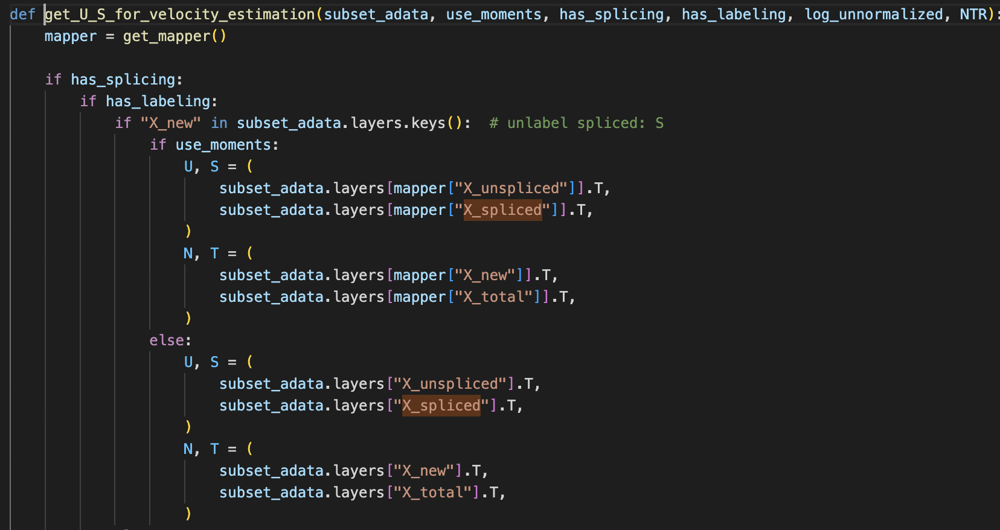 def get_U_S_for_velocity_estimation(subset_adata, use_moments, has_splicing, has_labeling, log_unnormalized, NTR):
    mapper = get_mapper()

    if has_splicing:
        if has_labeling:
            if "X_new" in subset_adata.layers.keys():  # unlabel spliced: S
                if use_moments:
                    U, S = (
                        subset_adata.layers[mapper["X_unspliced"]].T,
                        subset_adata.layers[mapper["X_spliced"]].T,
                    )
                    N, T = (
                        subset_adata.layers[mapper["X_new"]].T,
                        subset_adata.layers[mapper["X_total"]].T,
                    )
                else:
                    U, S = (
                        subset_adata.layers["X_unspliced"].T,
                        subset_adata.layers["X_spliced"].T,
                    )
                    N, T = (
                        subset_adata.layers["X_new"].T,
                        subset_adata.layers["X_total"].T,
                    )